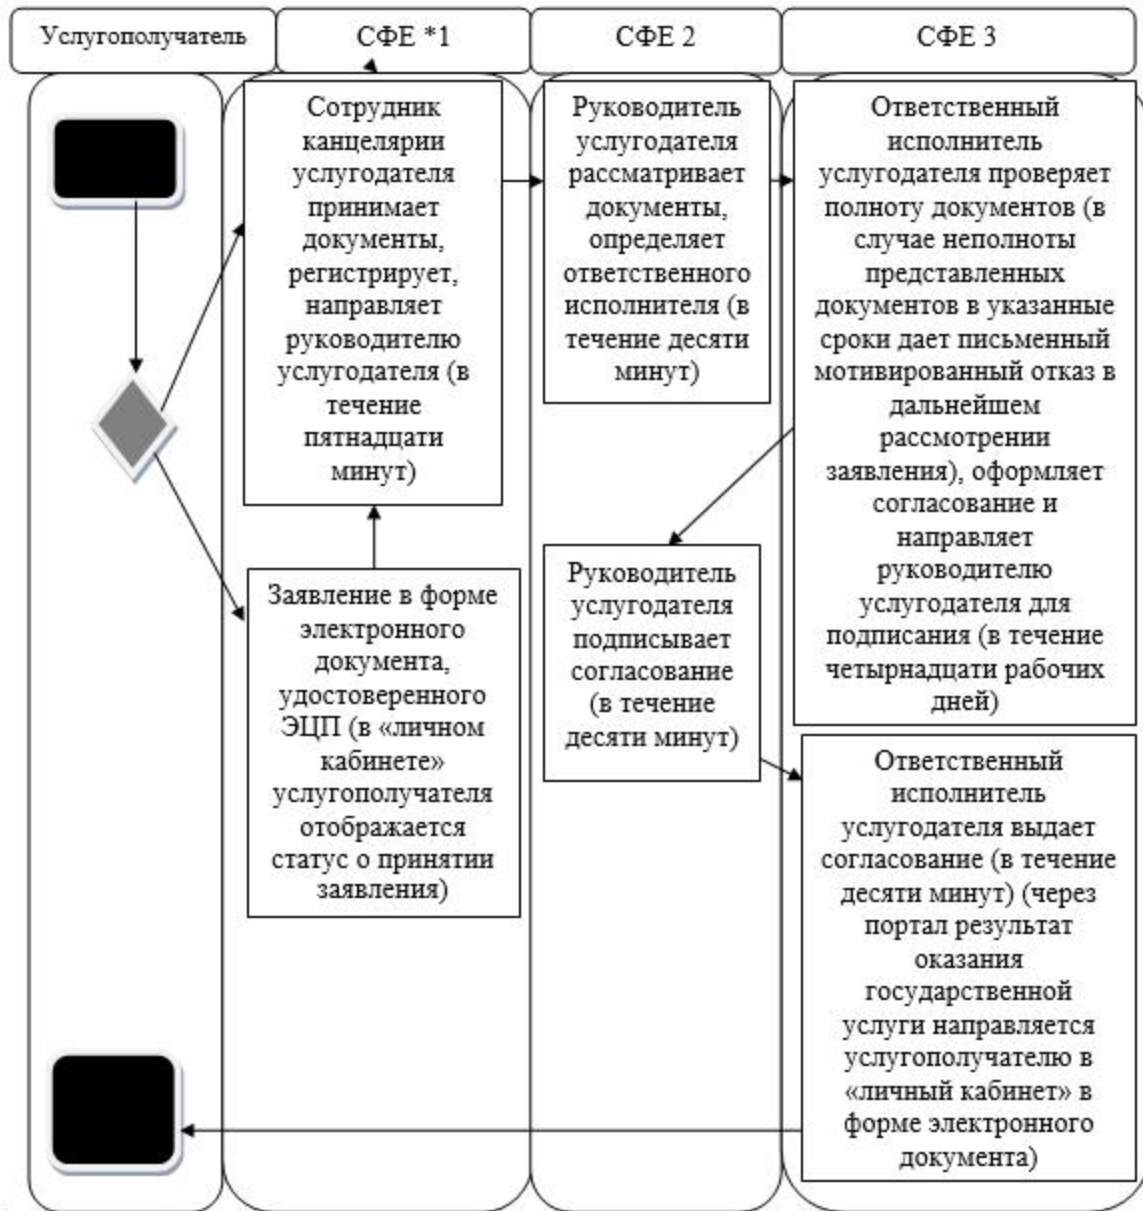 Услугополучатель
СФЕ *1
СФЕ 2
СФЕ 3
Сотрудник
канцелярии
услугодателя
принимает
документы,
регистрирует,
направляет
руководителю
услугодателя (в
течение
пятнадцати
минут)
Заявление в форме
электронного
документа,
удостоверенного
ЭЦП (в «личном
кабинете»
услугополучателя
отображается
статус о принятии
заявления)
Руководитель
услугодателя
рассматривает
документы,
определяет
ответственного
исполнителя (в
течение десяти
минут)
Руководитель
услугодателя
подписывает
согласование
(в течение
десяти минут)
Ответственный
исполнитель
услугодателя проверяет
полноту документов (в
случае неполноты
представленных
документов в указанные
сроки дает письменный
мотивированный отказ в
дальнейшем
рассмотрении
заявления), оформляет
согласование и
направляет
руководителю
услугодателя для
подписания (в течение
четырнадцати рабочих
дней)
Ответственный
исполнитель
услугодателя выдает
согласование (в течение
десяти минут) (через
портал результат
оказания
государственной
услуги направляется
услугополучателю в
«личный кабинет» в
форме электронного
документа)